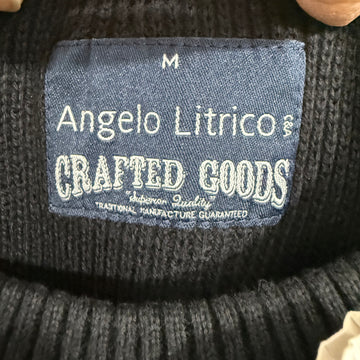 M
Angelo Litrico C&A
CRAFTED GOODS
"Superior Quality"
TRADITIONAL MANUFACTURE GUARANTEED